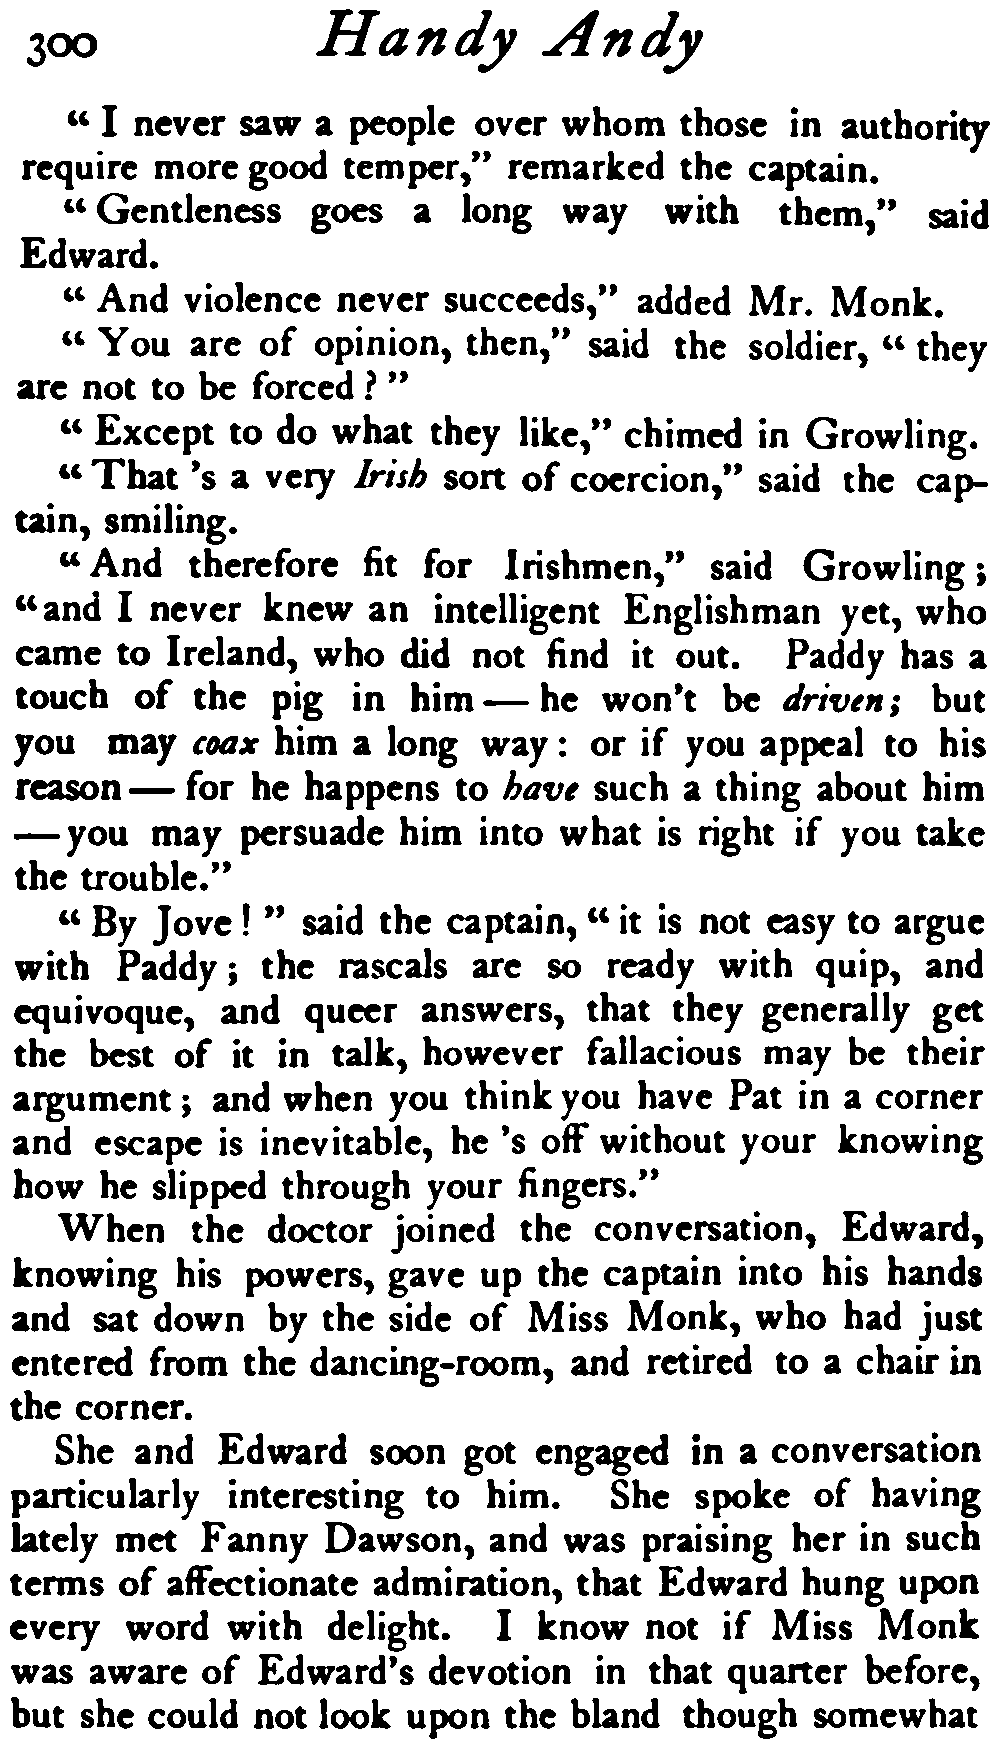 300 Handy Andy
“ I never saw a people over whom those in authority
require more good temper,” remarked the captain.
“ Gentleness goes a long way with them,” said
Edward.
“ And violence never succeeds,” added Mr. Monk.
“ You are of opinion, then,” said the soldier, “ they
are not to be forced ? ”
“ Except to do what they like,” chimed in Growling.
“ That ’s a very Irish sort of coercion,” said the cap-
tain, smiling.
“ And therefore fit for Irishmen,” said Growling ;
“ and I never knew an intelligent Englishman yet, who
came to Ireland, who did not find it out. Paddy has a
touch of the pig in him — he won’t be driven ; but
you may coax him a long way : or if you appeal to his
reason — for he happens to have such a thing about him
— you may persuade him into what is right if you take
the trouble.”
“ By Jove ! ” said the captain, “ it is not easy to argue
with Paddy ; the rascals are so ready with quip, and
equivoque, and queer answers, that they generally get
the best of it in talk, however fallacious may be their
argument ; and when you think you have Pat in a corner
and escape is inevitable, he ’s off without your knowing
how he slipped through your fingers.”
When the doctor joined the conversation, Edward,
knowing his powers, gave up the captain into his hands
and sat down by the side of Miss Monk, who had just
entered from the dancing-room, and retired to a chair in
the corner.
She and Edward soon got engaged in a conversation
particularly interesting to him. She spoke of having
lately met Fanny Dawson, and was praising her in such
terms of affectionate admiration, that Edward hung upon
every word with delight. I know not if Miss Monk
was aware of Edward’s devotion in that quarter before,
but she could not look upon the bland though somewhat